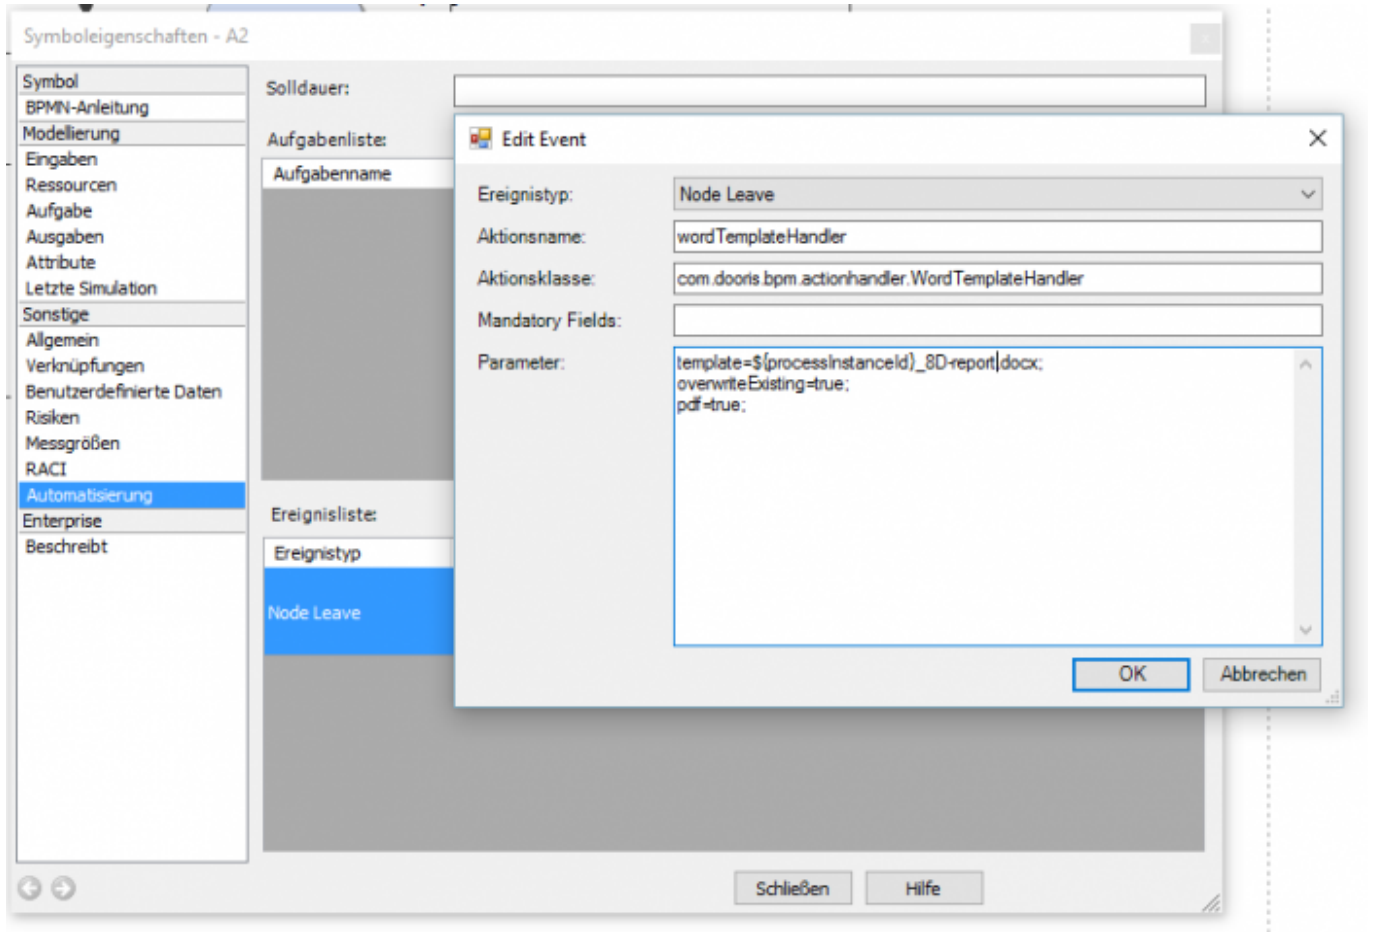 Symboleigenschaften - A2
Symbol
BPMN-Anleitung
Modellierung
Eingaben
Ressourcen
Aufgabe
Ausgaben
Attribute
Letzte Simulation
Sonstige
Allgemein
Verknüpfungen
Benutzerdefinierte Daten
Risiken
Messgrößen
RACI
Automatisierung
Enterprise
Beschreibt
Solldauer:
Aufgabenliste:
Aufgabenname
Ereignisliste:
Ereignistyp
Node Leave
Edit Event
Ereignistyp:
Node Leave
Aktionsname:
wordTemplateHandler
Aktionsklasse:
com.dooris.bpm.actionhandler.WordTemplateHandler
Mandatory Fields:
Parameter:
template=${processInstanceId}_8D-report.docx;
overwriteExisting=true;
pdf=true;
OK
Abbrechen
Schließen
Hilfe